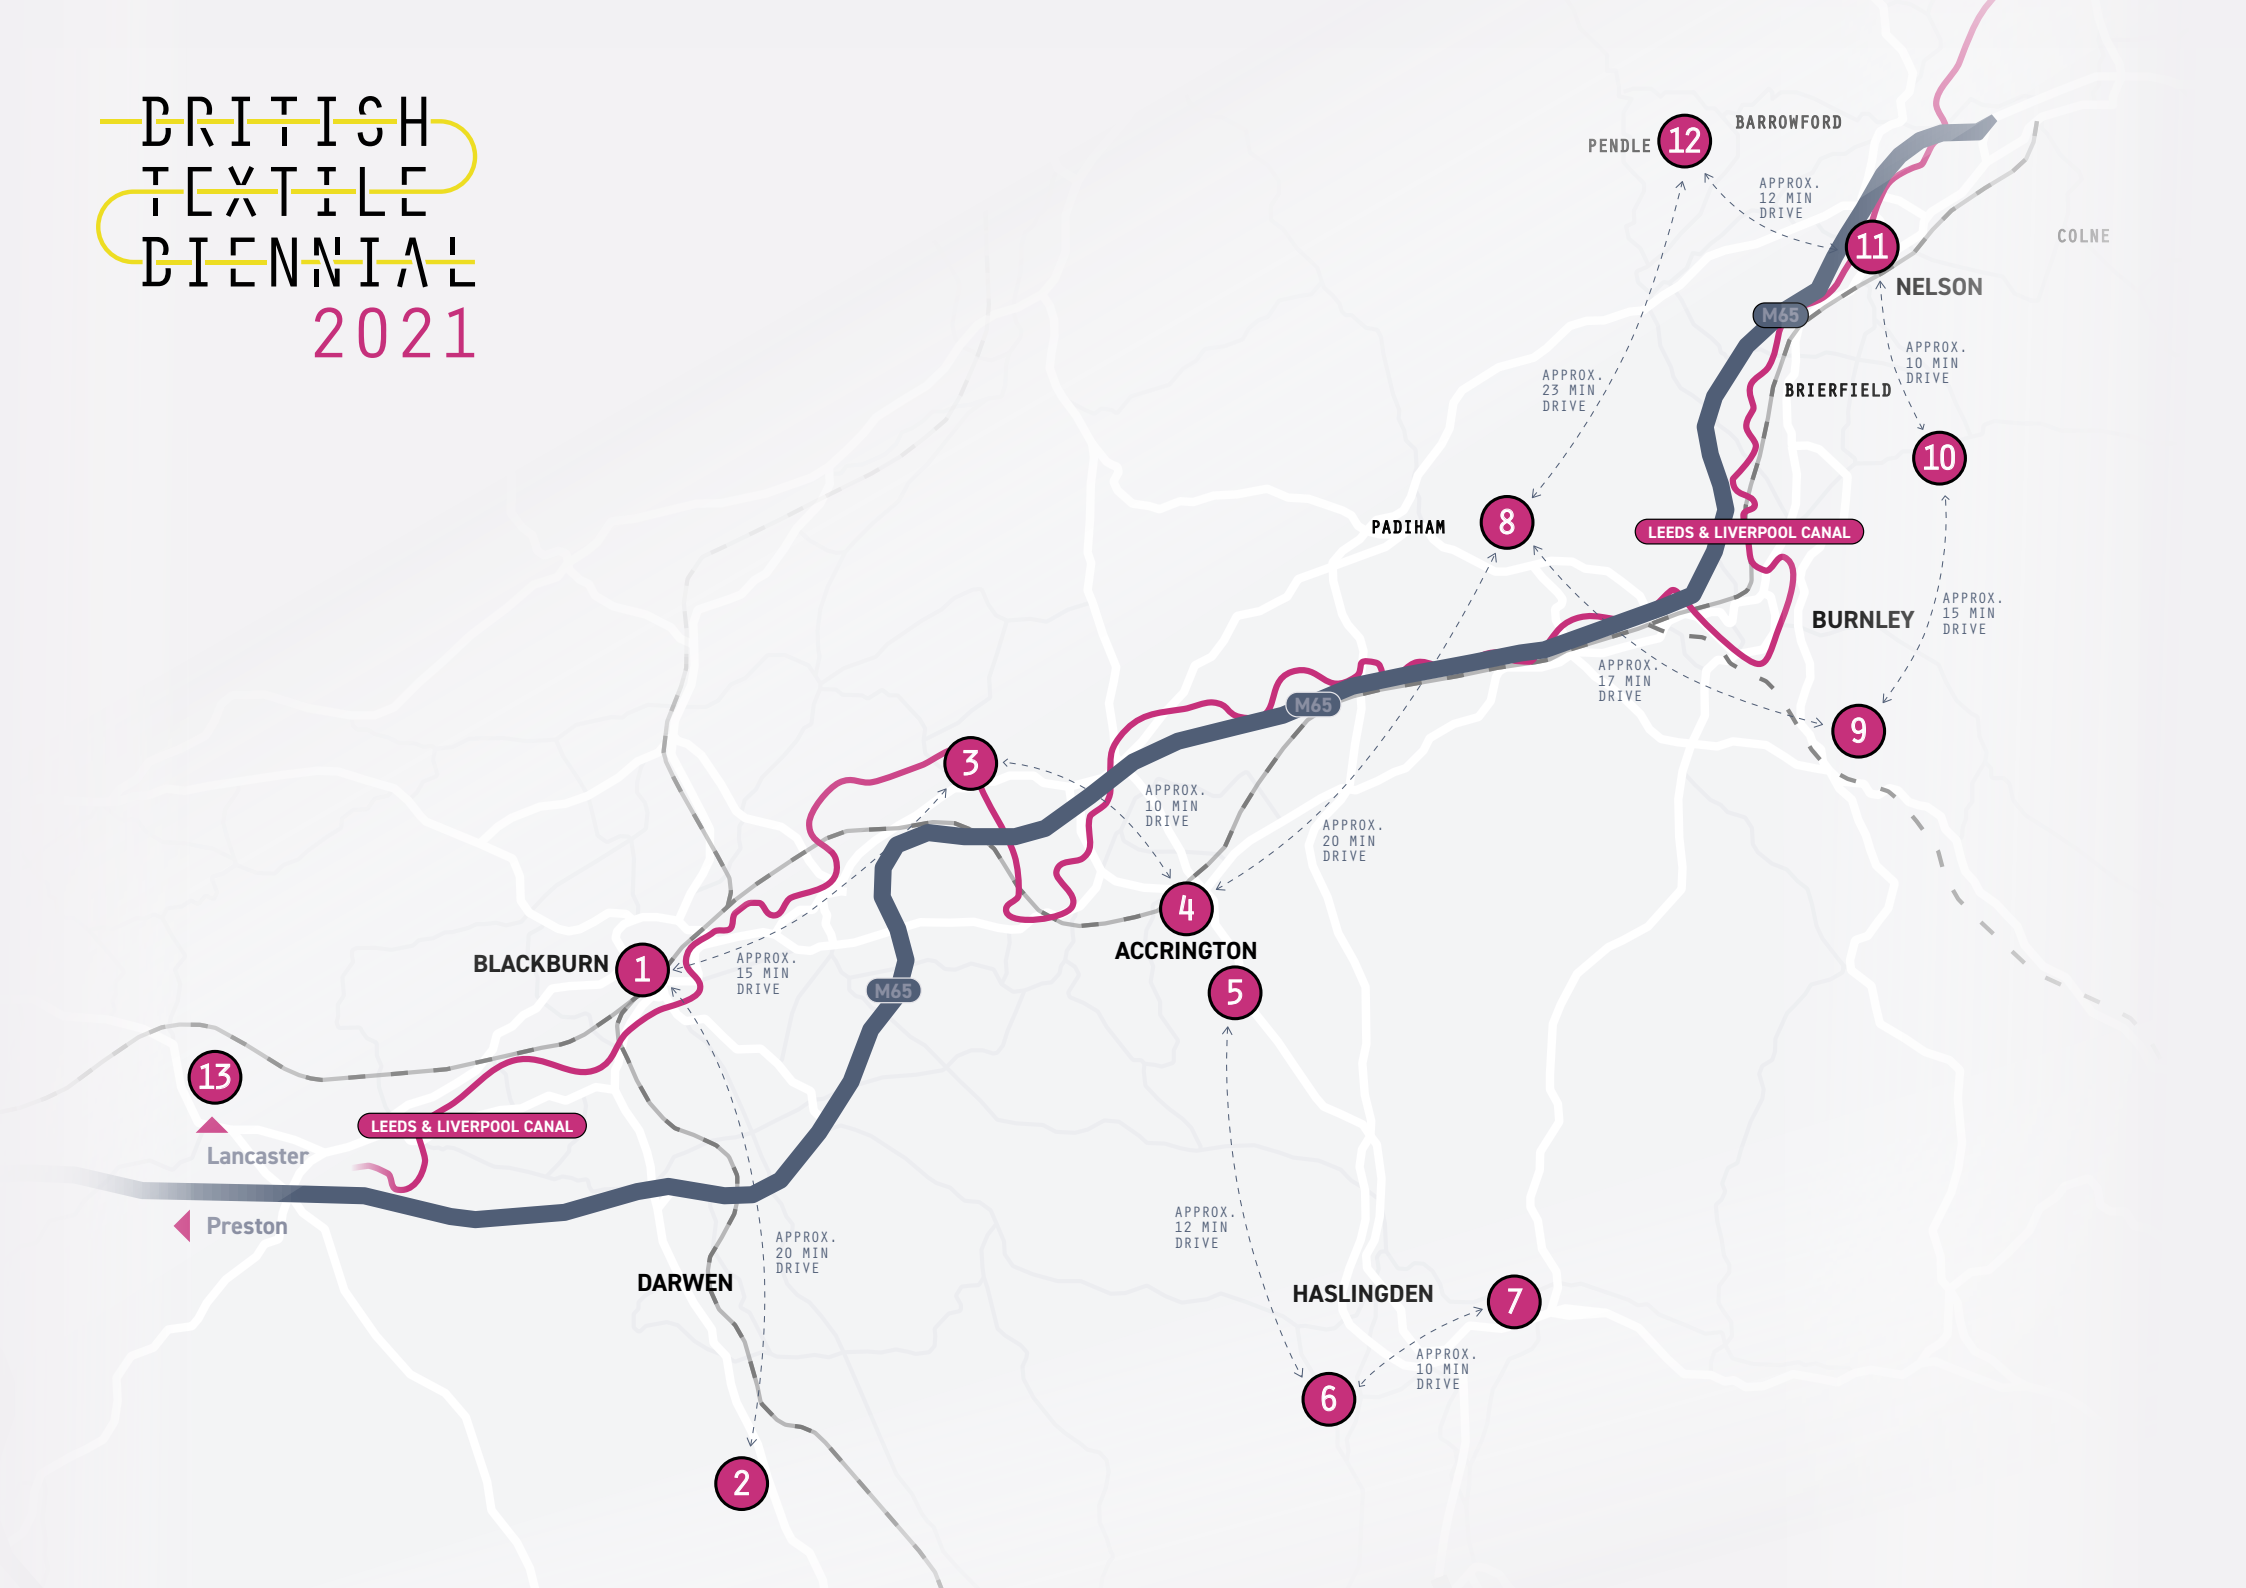 BRITISH
TEXTILE
BIENNIAL
2021
12
BARROWFORD
PENDLE
APPROX.
12 MIN
DRIVE
11
COLNE
NELSON
M65
APPROX.
10 MIN
DRIVE
APPROX.
23 MIN
DRIVE
BRIERFIELD
10
8
PADIHAM
LEEDS & LIVERPOOL CANAL
APPROX.
15 MIN
DRIVE
BURNLEY
APPROX.
17 MIN
DRIVE
M65
9
3
APPROX.
10 MIN
DRIVE
APPROX.
20 MIN
DRIVE
4
ACCRINGTON
BLACKBURN
1
APPROX.
15 MIN
DRIVE
M65
5
13
LEEDS & LIVERPOOL CANAL
Lancaster
Preston
APPROX.
12 MIN
DRIVE
APPROX.
20 MIN
DRIVE
DARWEN
HASLINGDEN
7
APPROX.
10 MIN
DRIVE
6
2